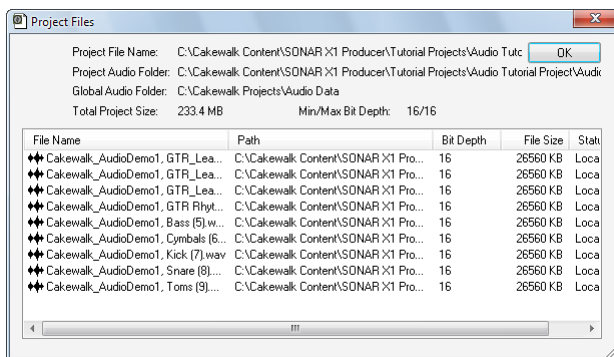 Project Files
Project File Name: C:\Cakewalk Content\SONAR X1 Producer\Tutorial Projects\Audio Tutc OK
Project Audio Folder: C:\Cakewalk Content\SONAR X1 Producer\Tutorial Projects\Audio Tutorial Project\Audic
Global Audio Folder: C:\Cakewalk Projects\Audio Data
Total Project Size: 233.4 MB Min/Max Bit Depth: 16/16
File Name Path Bit Depth File Size Statu
Cakewalk_AudioDemo1, GTR_Lea... C:\Cakewalk Content\SONAR X1 Pro... 16 26560 KB Loca
Cakewalk_AudioDemo1, GTR_Lea... C:\Cakewalk Content\SONAR X1 Pro... 16 26560 KB Loca
Cakewalk_AudioDemo1, GTR_Lea... C:\Cakewalk Content\SONAR X1 Pro... 16 26560 KB Loca
Cakewalk_AudioDemo1, GTR Rhyt... C:\Cakewalk Content\SONAR X1 Pro... 16 26560 KB Loca
Cakewalk_AudioDemo1, Bass (5).w... C:\Cakewalk Content\SONAR X1 Pro... 16 26560 KB Loca
Cakewalk_AudioDemo1, Cymbals (6... C:\Cakewalk Content\SONAR X1 Pro... 16 26560 KB Loca
Cakewalk_AudioDemo1, Kick (7).wav C:\Cakewalk Content\SONAR X1 Pro... 16 26560 KB Loca
Cakewalk_AudioDemo1, Snare (8).... C:\Cakewalk Content\SONAR X1 Pro... 16 26560 KB Loca
Cakewalk_AudioDemo1, Toms (9).... C:\Cakewalk Content\SONAR X1 Pro... 16 26560 KB Loca